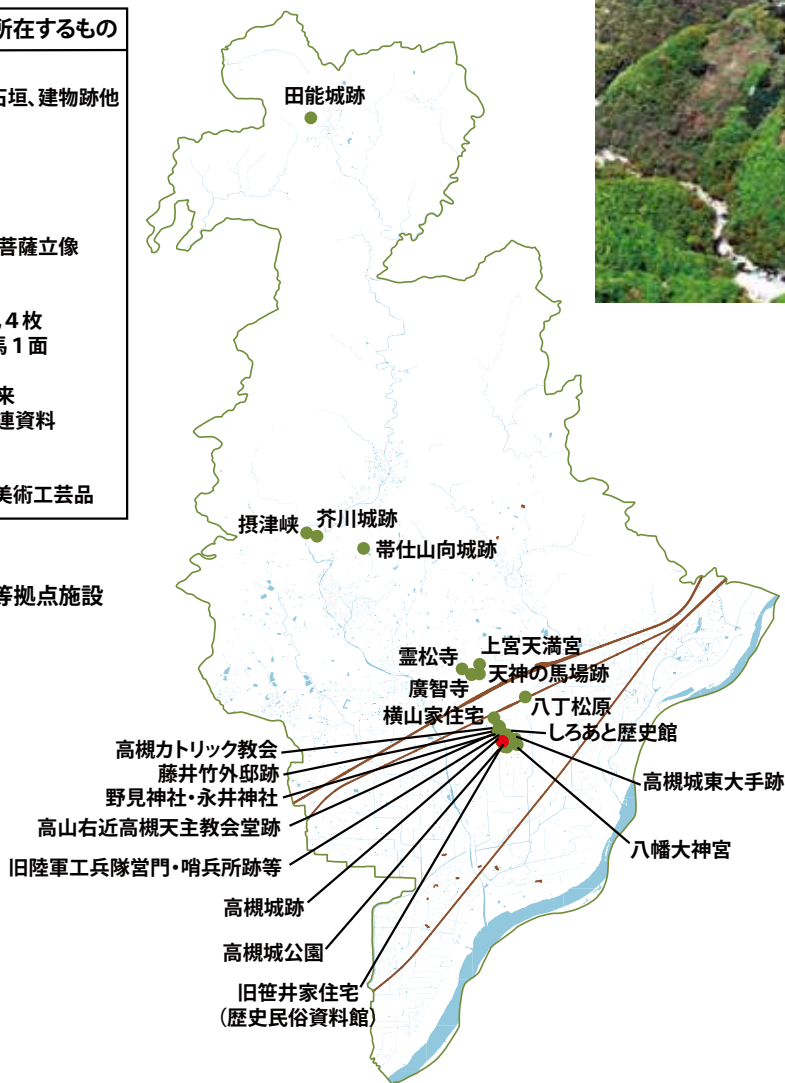 所在するもの
石垣、建物跡他
菩薩立像
4枚
馬1面
来
連資料
美術工芸品
等拠点施設
田能城跡
摂津峡
芥川城跡
帯仕山向城跡
霊松寺
上宮天満宮
廣智寺
天神の馬場跡
横山家住宅
八丁松原
しろあと歴史館
高槻カトリック教会
藤井竹外邸跡
野見神社・永井神社
高槻城東大手跡
高山右近高槻天主教会堂跡
八幡大神宮
旧陸軍工兵隊営門・哨兵所跡等
高槻城跡
高槻城公園
旧笹井家住宅
(歴史民俗資料館)